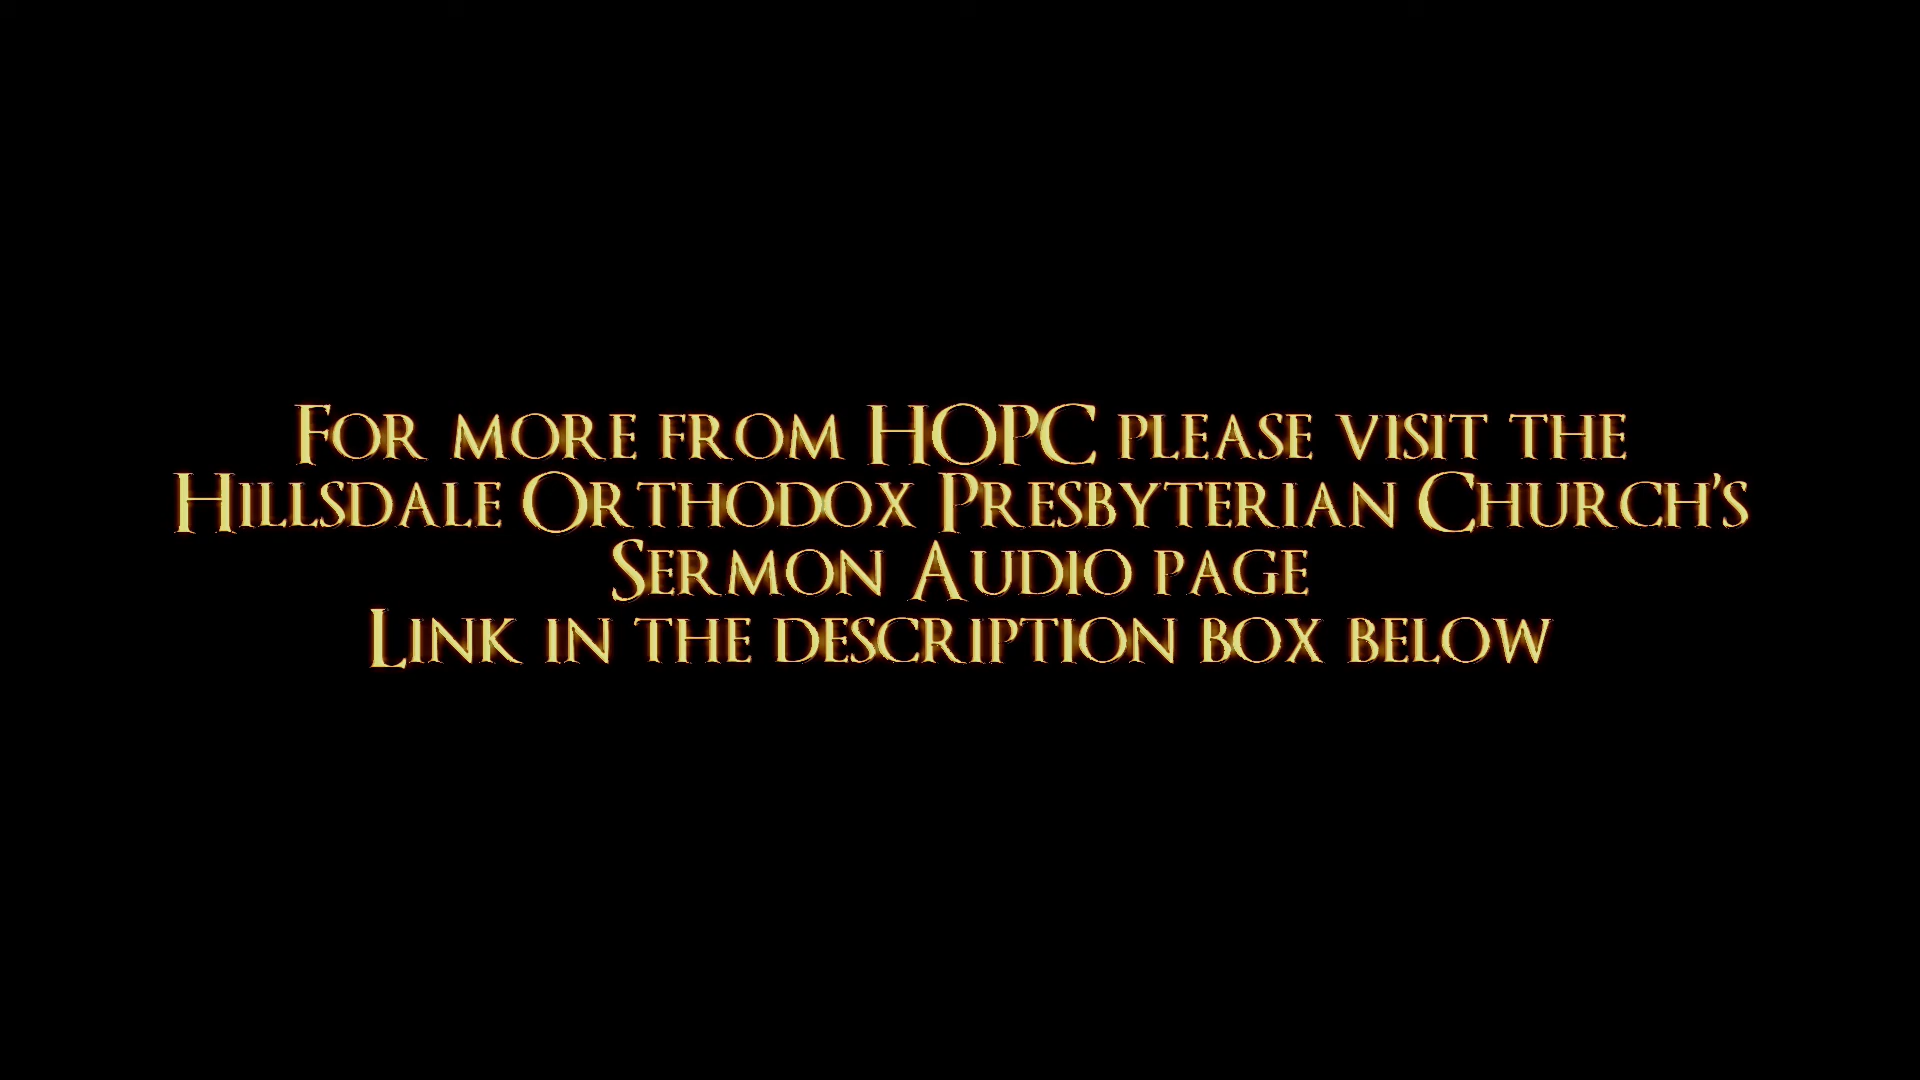 For more from HOPC please visit the
Hillsdale Orthodox Presbyterian Church's
Sermon Audio page
Link in the description box below